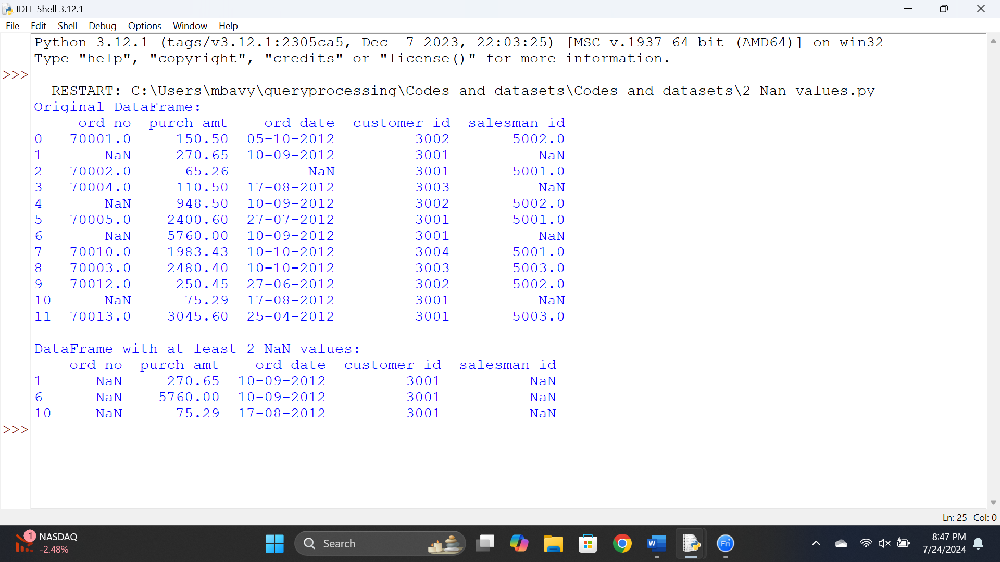 IDLE Shell 3.12.1
File Edit Shell Debug Options Window Help
Python 3.12.1 (tags/v3.12.1:2305ca5, Dec  7 2023, 22:03:25) [MSC v.1937 64 bit (AMD64)] on win32
Type "help", "copyright", "credits" or "license()" for more information.
>>>
= RESTART: C:\Users\mbavy\queryprocessing\Codes and datasets\Codes and datasets\2 Nan values.py
Original DataFrame:
     ord_no  purch_amt    ord_date  customer_id  salesman_id
0   70001.0     150.50  05-10-2012         3002       5002.0
1       NaN     270.65  10-09-2012         3001          NaN
2   70002.0      65.26         NaN         3001       5001.0
3   70004.0     110.50  17-08-2012         3003          NaN
4       NaN     948.50  10-09-2012         3002       5002.0
5   70005.0    2400.60  27-07-2012         3001       5001.0
6       NaN    5760.00  10-09-2012         3001          NaN
7   70010.0    1983.43  10-10-2012         3004       5001.0
8   70003.0    2480.40  10-10-2012         3003       5003.0
9   70012.0     250.45  27-06-2012         3002       5002.0
10      NaN      75.29  17-08-2012         3001          NaN
11  70013.0    3045.60  25-04-2012         3001       5003.0
DataFrame with at least 2 NaN values:
    ord_no  purch_amt    ord_date  customer_id  salesman_id
1      NaN     270.65  10-09-2012         3001          NaN
6      NaN    5760.00  10-09-2012         3001          NaN
10     NaN      75.29  17-08-2012         3001          NaN
>>>
Ln: 25 Col: 0
1 NASDAQ
-2.48%
Search
W
Fn
8:47 PM
7/24/2024